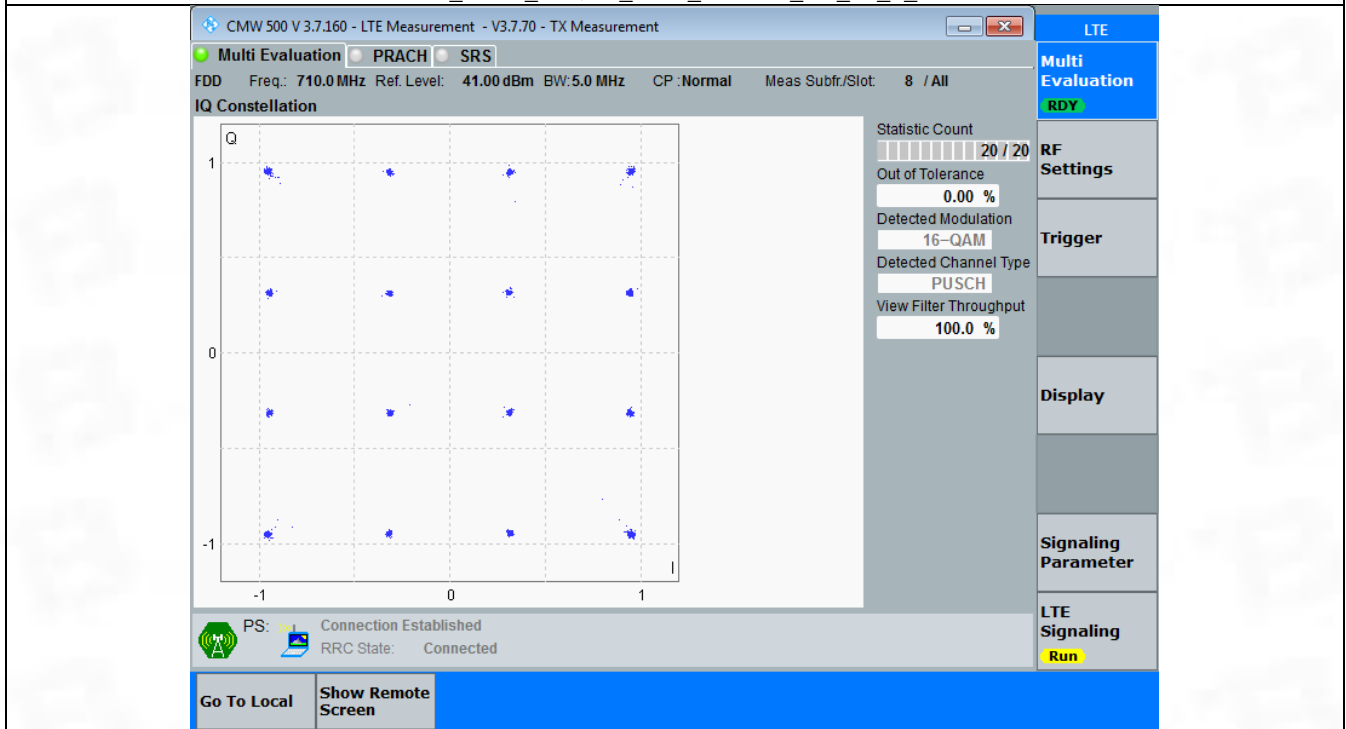 CMW 500 V 3.7.160 - LTE Measurement - V3.7.70 - TX Measurement
LTE
Multi Evaluation PRACH SRS
Multi
Evaluation
RDY
FDD Freq.: 710.0 MHz Ref. Level: 41.00 dBm BW: 5.0 MHz CP : Normal Meas Subfr./Slot: 8 / All
IQ Constellation
Q
1
0
-1
I
-1 0 1
Statistic Count
20 / 20
Out of Tolerance
0.00 %
Detected Modulation
16-QAM
Detected Channel Type
PUSCH
View Filter Throughput
100.0 %
RF
Settings
Trigger
Display
Signaling
Parameter
LTE
Signaling
Run
PS: Connection Established
RRC State: Connected
Go To Local
Show Remote
Screen